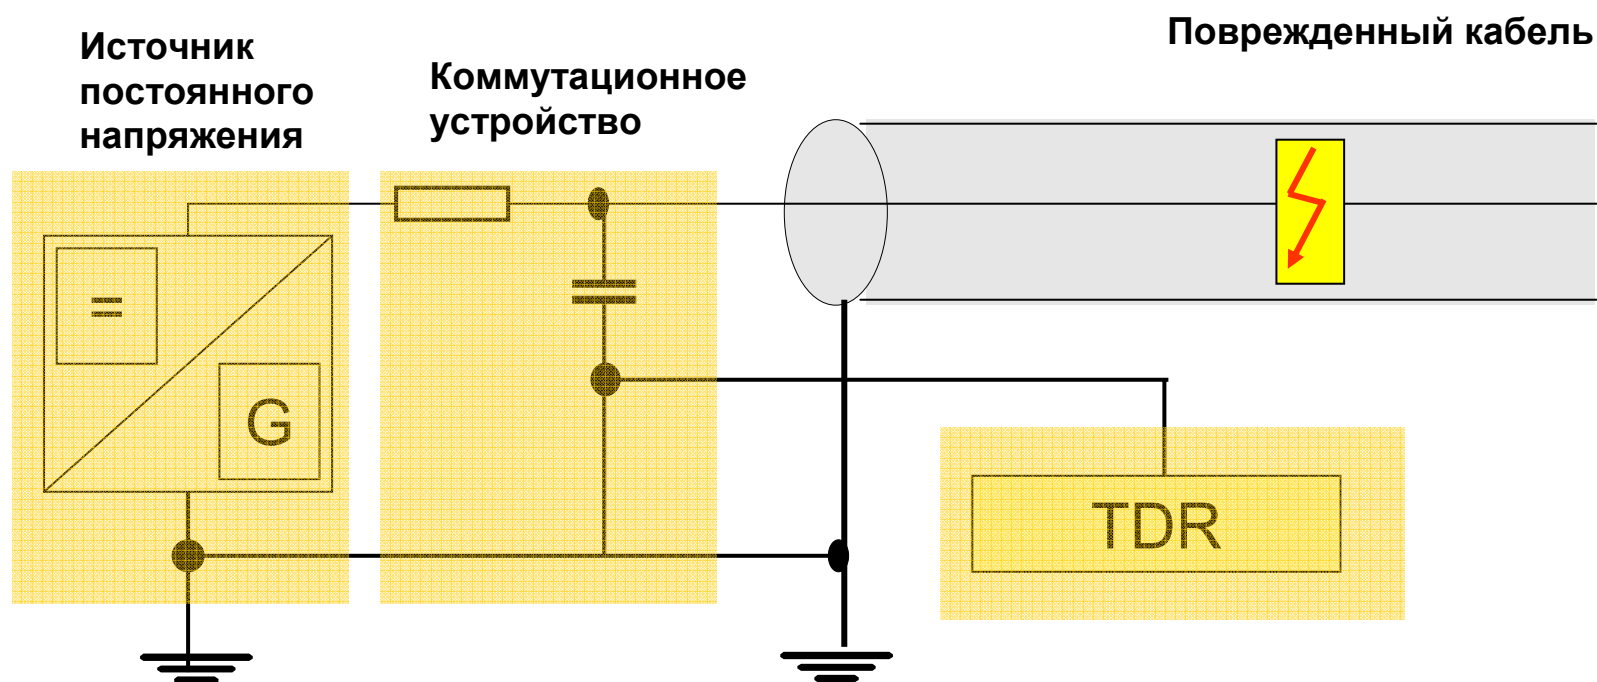 Поврежденный кабель
Источник
постоянного
напряжения
Коммутационное
устройство
=
G
TDR